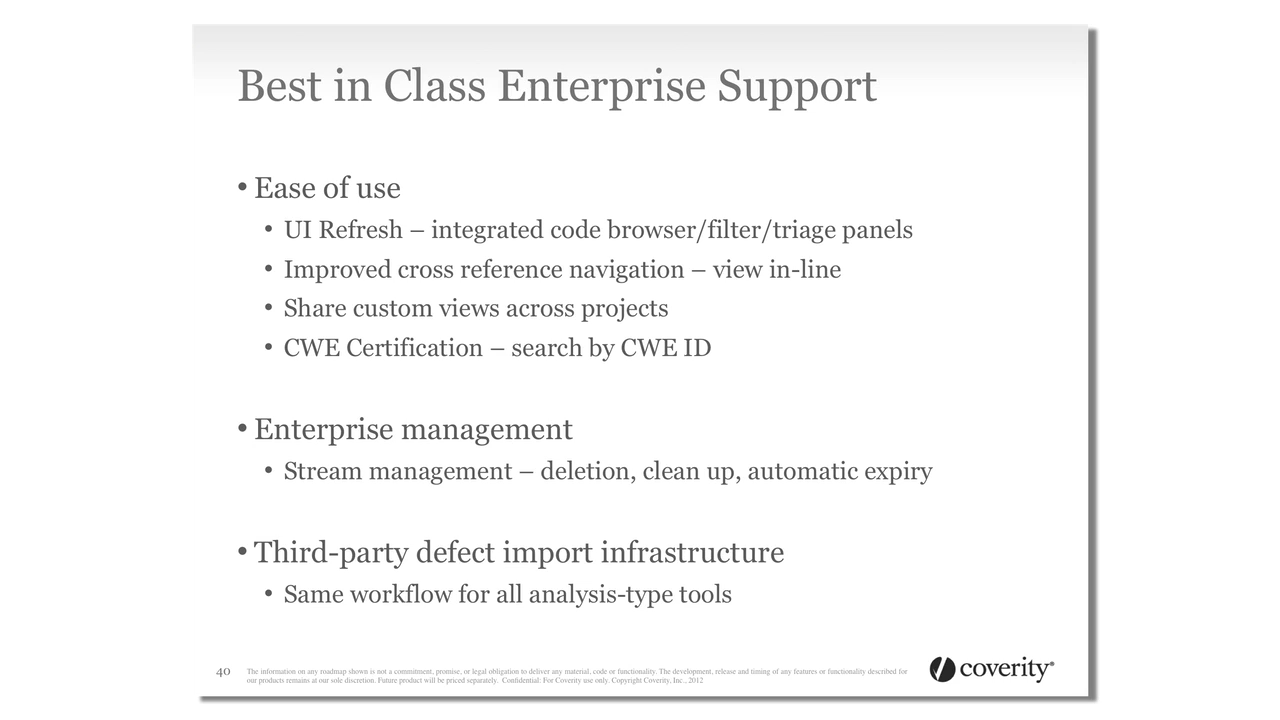 Best in Class Enterprise Support
• Ease of use
• UI Refresh – integrated code browser/filter/triage panels
• Improved cross reference navigation – view in-line
• Share custom views across projects
• CWE Certification – search by CWE ID
• Enterprise management
• Stream management – deletion, clean up, automatic expiry
• Third-party defect import infrastructure
• Same workflow for all analysis-type tools
40
The information on any roadmap shown is not a commitment, promise, or legal obligation to deliver any material, code or functionality. The development, release and timing of any features or functionality described for
our products remains at our sole discretion. Future product will be priced separately. Confidential: For Coverity use only. Copyright Coverity, Inc., 2012
coverity®